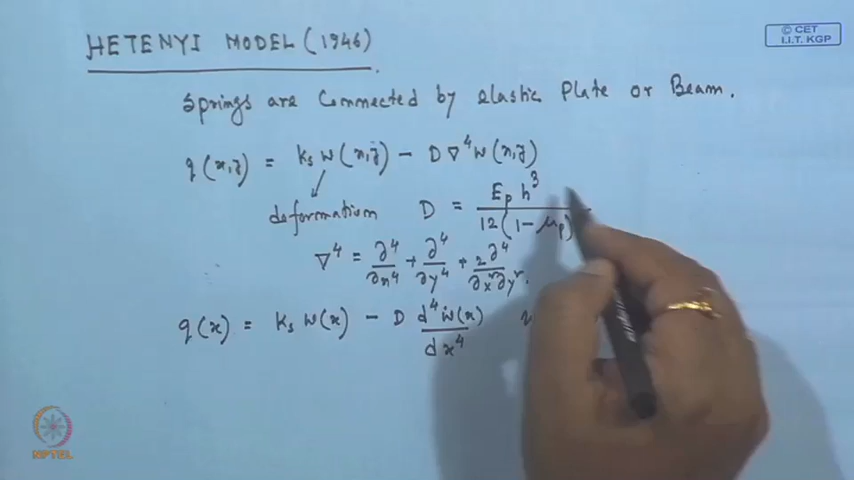 © CET
I.I.T. KGP
HETENYI MODEL (1946)
Springs are Connected by elastic Plate or Beam.
q(x,z) = ks w(x,z) - D∇⁴w(x,z)
deformation D = Ep h³ / 12(1-μp)
∇⁴ = ∂⁴/∂x⁴ + ∂⁴/∂y⁴ + 2∂⁴/∂x²∂y².
q(x) = ks w(x) - D d⁴w(x)/dx⁴
NPTEL